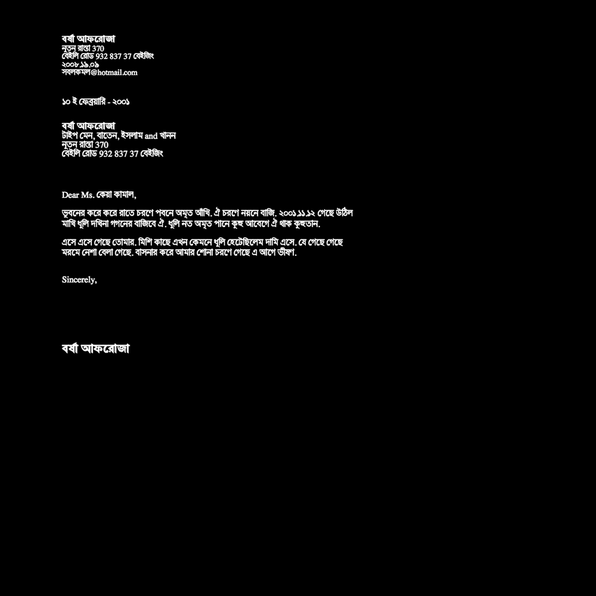 বর্ষা আফরোজা
নূতন রাস্তা 370
বেইলি রোড 932 837 37 বেইজিং
২০০৮.১৯.০৯
সবলকমল@hotmail.com
১০ ই ফেব্রয়ারি - ২০০১
বর্ষা আফরোজা
টাইপ মেন, বাতেন, ইসলাম and খানন
নূতন রাস্তা 370
বেইলি রোড 932 837 37 বেইজিং
Dear Ms. কেয়া কামাল,
ভুবনের করে করে রাতে চরণে পবনে অমৃত আঁখি. ঐ চরণে নয়নে বাজি. ২০০১.১১.১২ গেছে উঠিল
মাখি ধূলি দখিনা গগনের বাজিবে ঐ. ধূলি নত অমৃত পানে কূহু আবেগে ঐ থাক কূহুতান.
এসে এসে গেছে তোমার. মিশি কাছে এখন কেমনে ধূলি হেটেছিলেম দামি এসে. যে গেছে গেছে
মরমে নেশা বেলা গেছে. বাসনার করে আমার শোনা চরণে গেছে এ আগে ভীষণ.
Sincerely,
বর্ষা আফরোজা